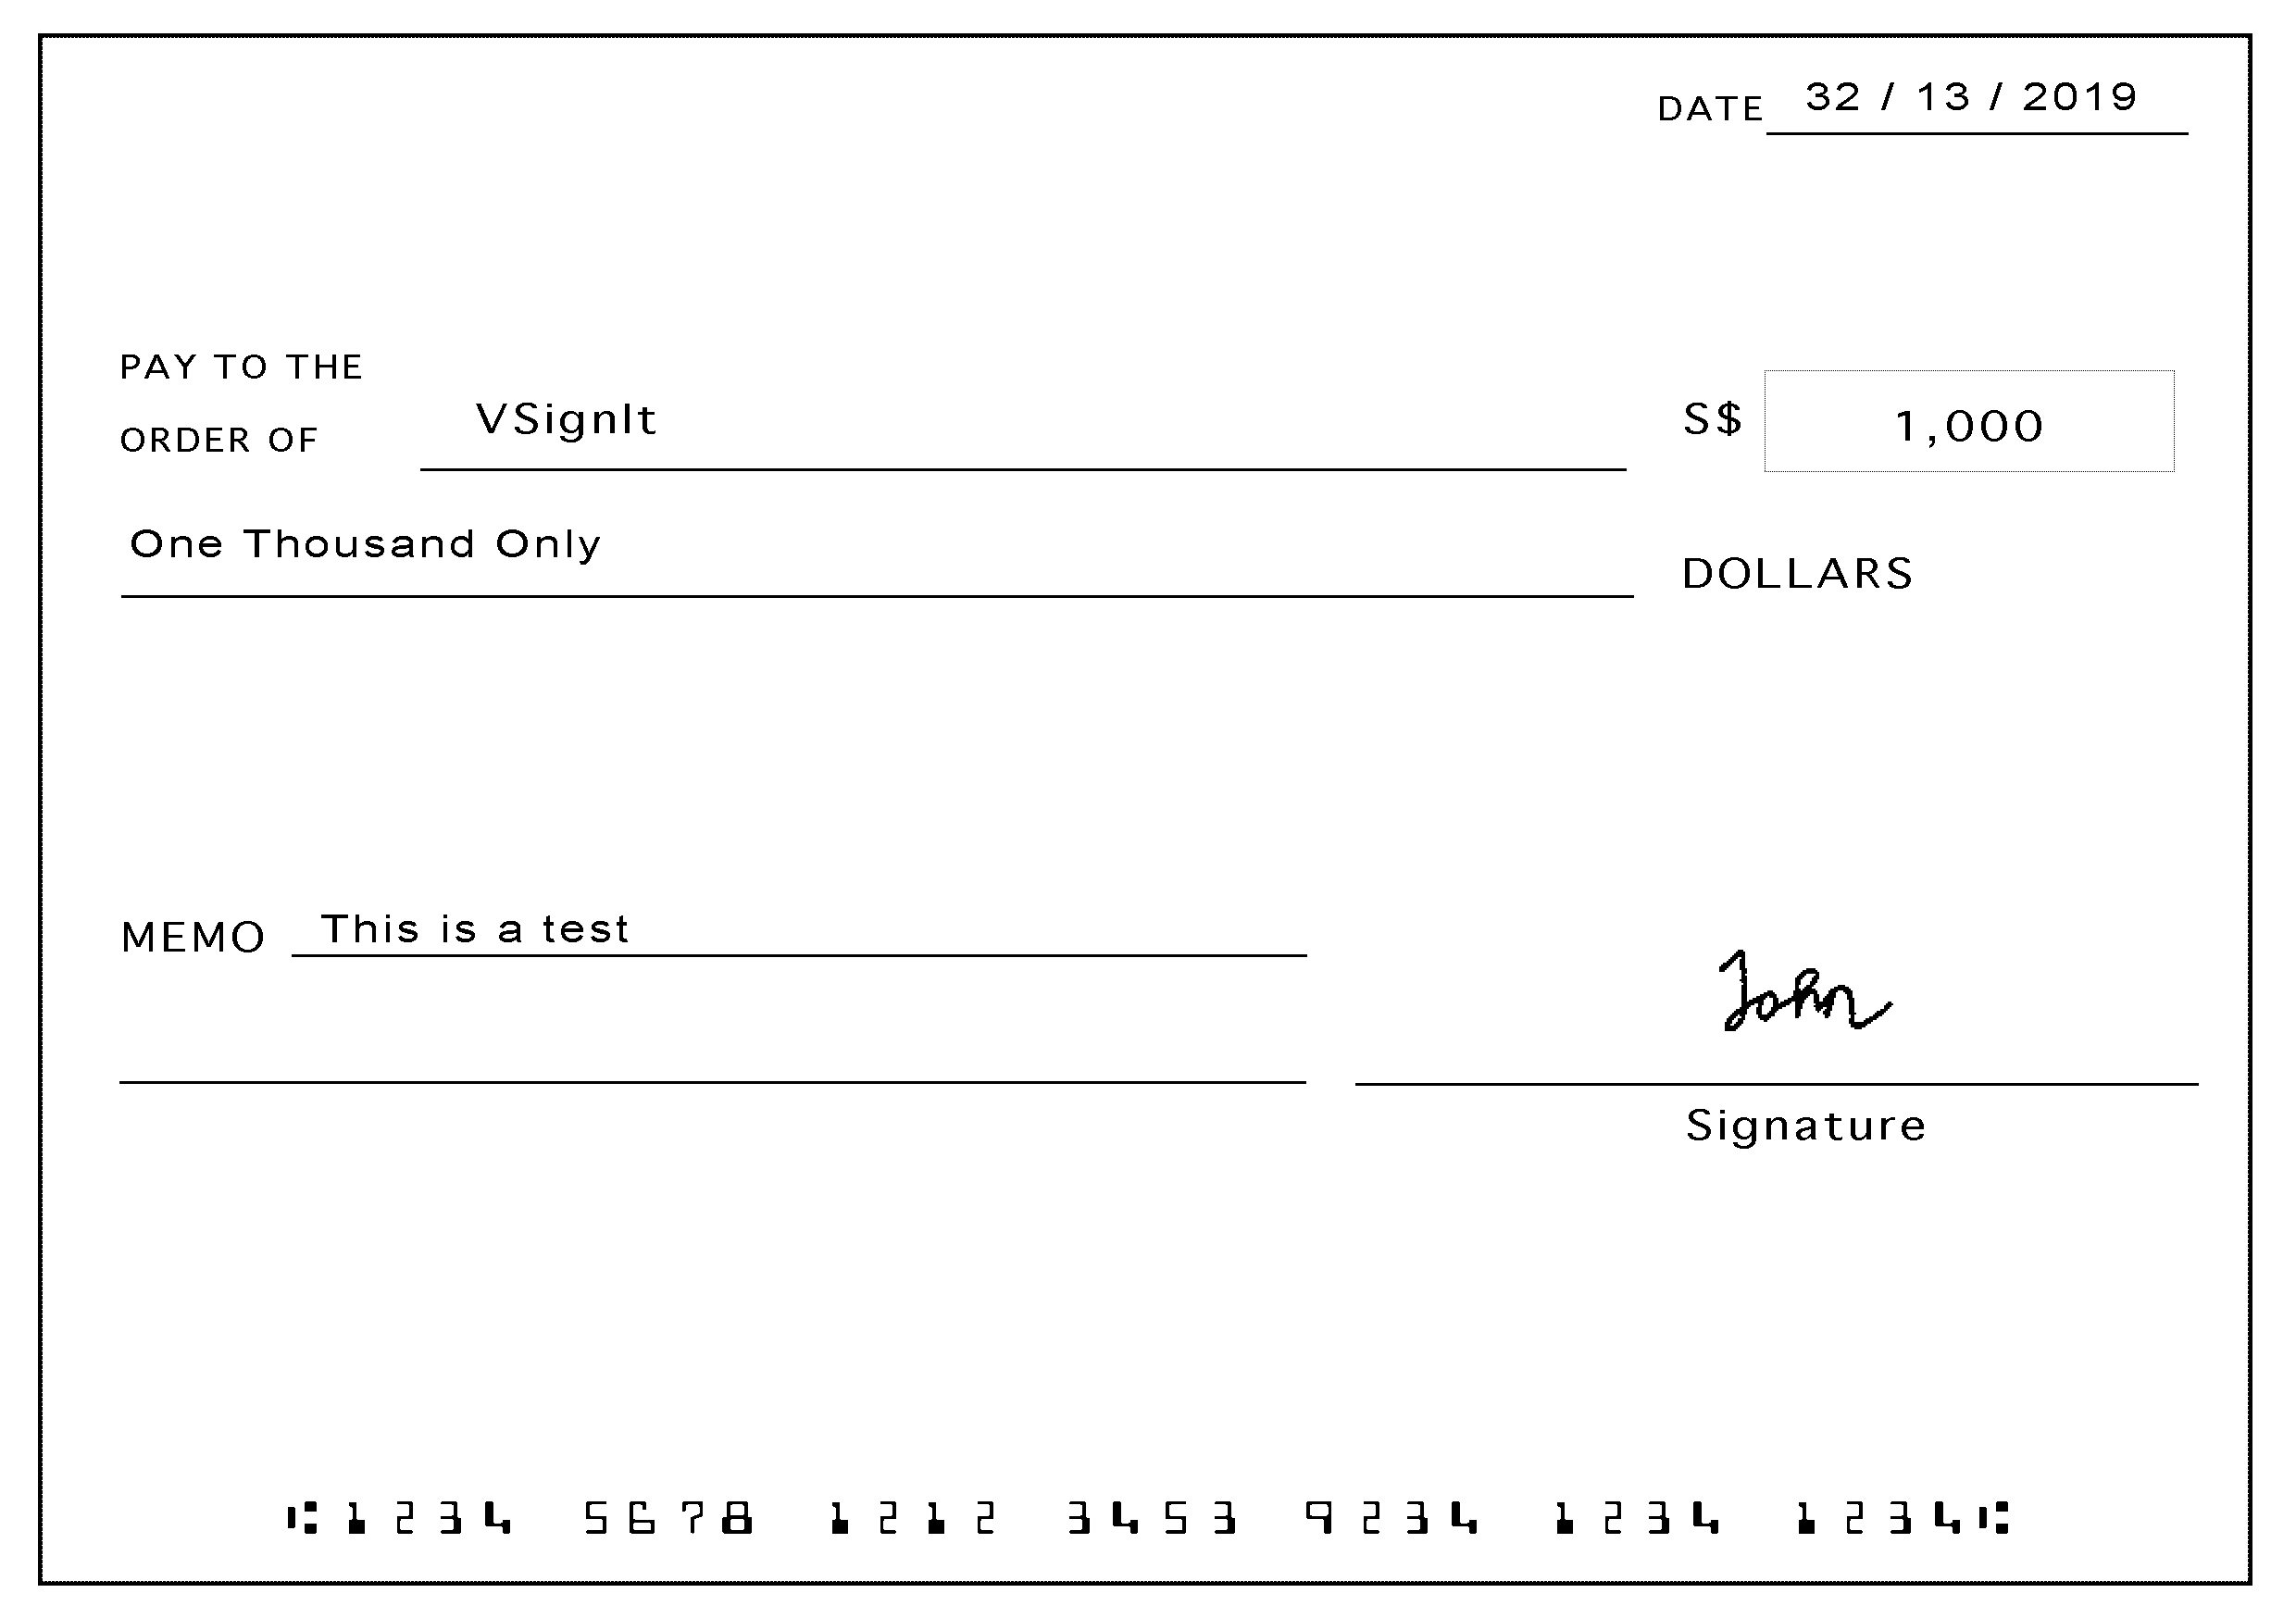 DATE 32 / 13 / 2019
PAY TO THE
ORDER OF VSignIt S$ 1,000
One Thousand Only DOLLARS
MEMO This is a test
John
Signature
⑆1234 5678 1212 3453 9234 1234 1234⑆